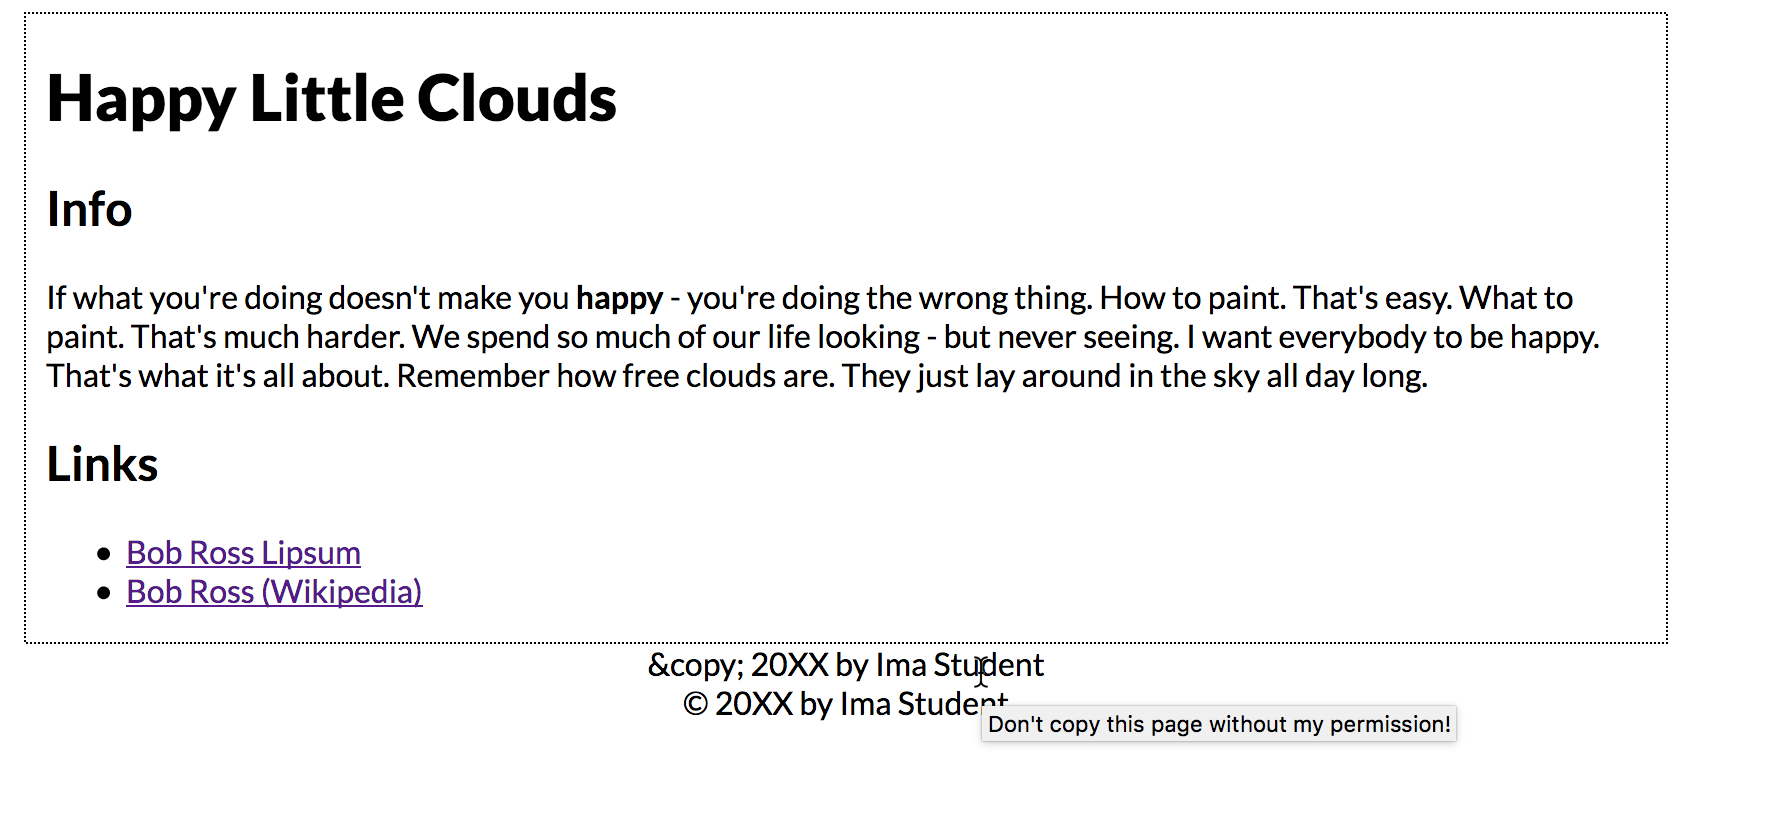 Happy Little Clouds
Info
If what you're doing doesn't make you happy - you're doing the wrong thing. How to paint. That's easy. What to
paint. That's much harder. We spend so much of our life looking - but never seeing. I want everybody to be happy.
That's what it's all about. Remember how free clouds are. They just lay around in the sky all day long.
Links
Bob Ross Lipsum
Bob Ross (Wikipedia)
&copy; 20XX by Ima Student
© 20XX by Ima Student
Don't copy this page without my permission!